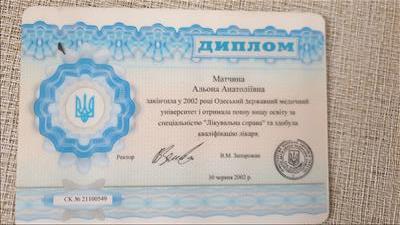 ДИПЛОМ
Матчина
Альона Анатоліївна
закінчила у 2002 році Одеський державний медичний
університет і отримала повну вищу освіту за
спеціальністю "Лікувальна справа" та здобула
кваліфікацію лікаря.
Ректор
В.М. Запорожан
30 червня 2002 р.
СК № 21100549